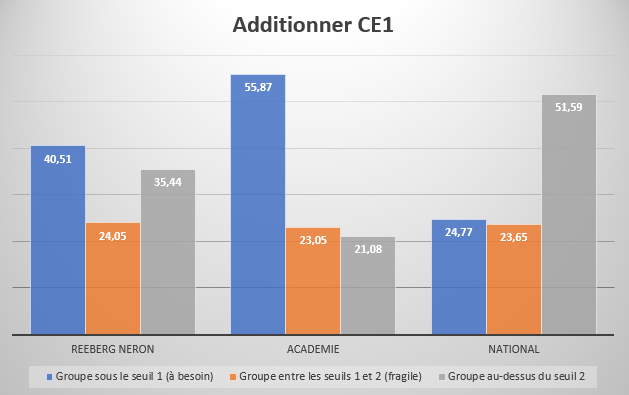 Additionner CE1
40,51
24,05
35,44
55,87
23,05
21,08
24,77
23,65
51,59
REEBERG NERON
ACADEMIE
NATIONAL
Groupe sous le seuil 1 (à besoin)
Groupe entre les seuils 1 et 2 (fragile)
Groupe au-dessus du seuil 2